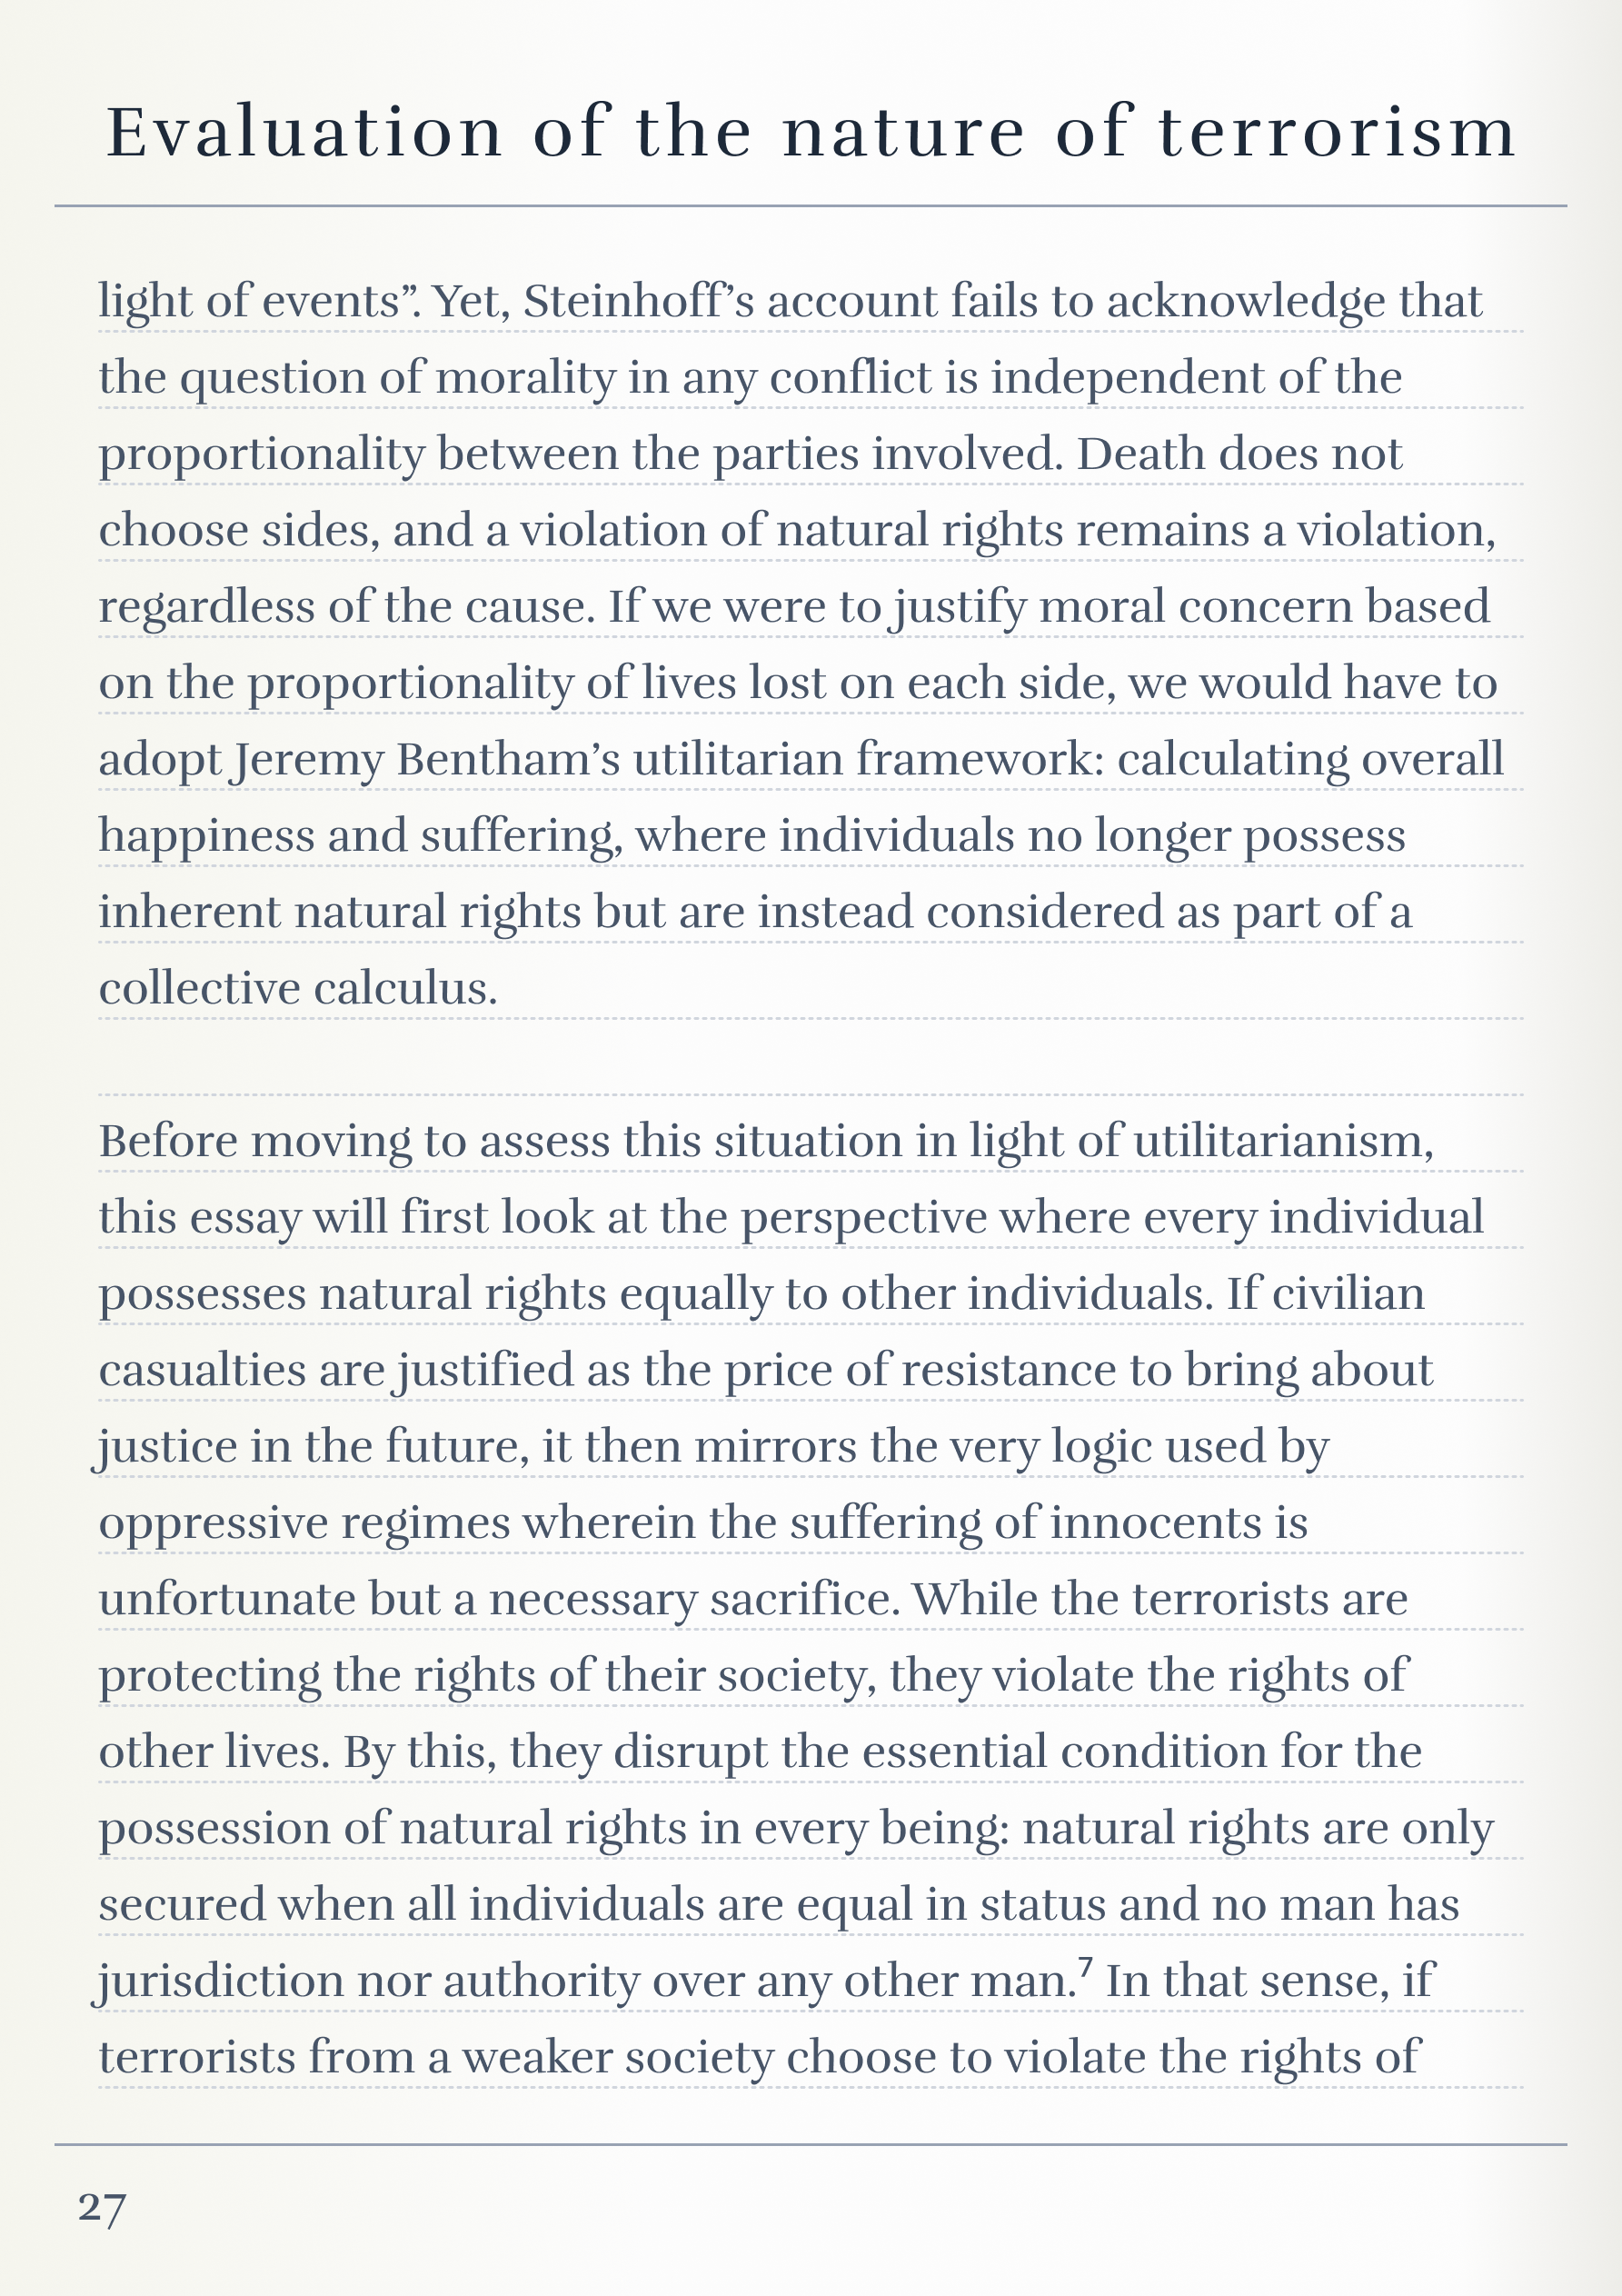 Evaluation of the nature of terrorism
light of events”. Yet, Steinhoff’s account fails to acknowledge that
the question of morality in any conflict is independent of the
proportionality between the parties involved. Death does not
choose sides, and a violation of natural rights remains a violation,
regardless of the cause. If we were to justify moral concern based
on the proportionality of lives lost on each side, we would have to
adopt Jeremy Bentham’s utilitarian framework: calculating overall
happiness and suffering, where individuals no longer possess
inherent natural rights but are instead considered as part of a
collective calculus.
Before moving to assess this situation in light of utilitarianism,
this essay will first look at the perspective where every individual
possesses natural rights equally to other individuals. If civilian
casualties are justified as the price of resistance to bring about
justice in the future, it then mirrors the very logic used by
oppressive regimes wherein the suffering of innocents is
unfortunate but a necessary sacrifice. While the terrorists are
protecting the rights of their society, they violate the rights of
other lives. By this, they disrupt the essential condition for the
possession of natural rights in every being: natural rights are only
secured when all individuals are equal in status and no man has
jurisdiction nor authority over any other man.⁷ In that sense, if
terrorists from a weaker society choose to violate the rights of
27